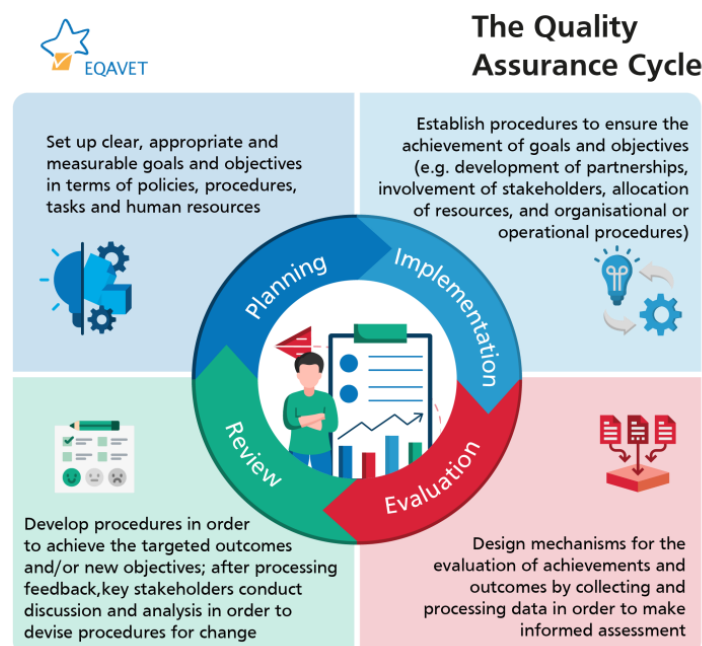 EQAVET
The Quality
Assurance Cycle
Set up clear, appropriate and
measurable goals and objectives
in terms of policies, procedures,
tasks and human resources
Establish procedures to ensure the
achievement of goals and objectives
(e.g. development of partnerships,
involvement of stakeholders, allocation
of resources, and organisational or
operational procedures)
Planning
Implementation
Review
Evaluation
Develop procedures in order
to achieve the targeted outcomes
and/or new objectives; after processing
feedback,key stakeholders conduct
discussion and analysis in order to
devise procedures for change
Design mechanisms for the
evaluation of achievements and
outcomes by collecting and
processing data in order to make
informed assessment